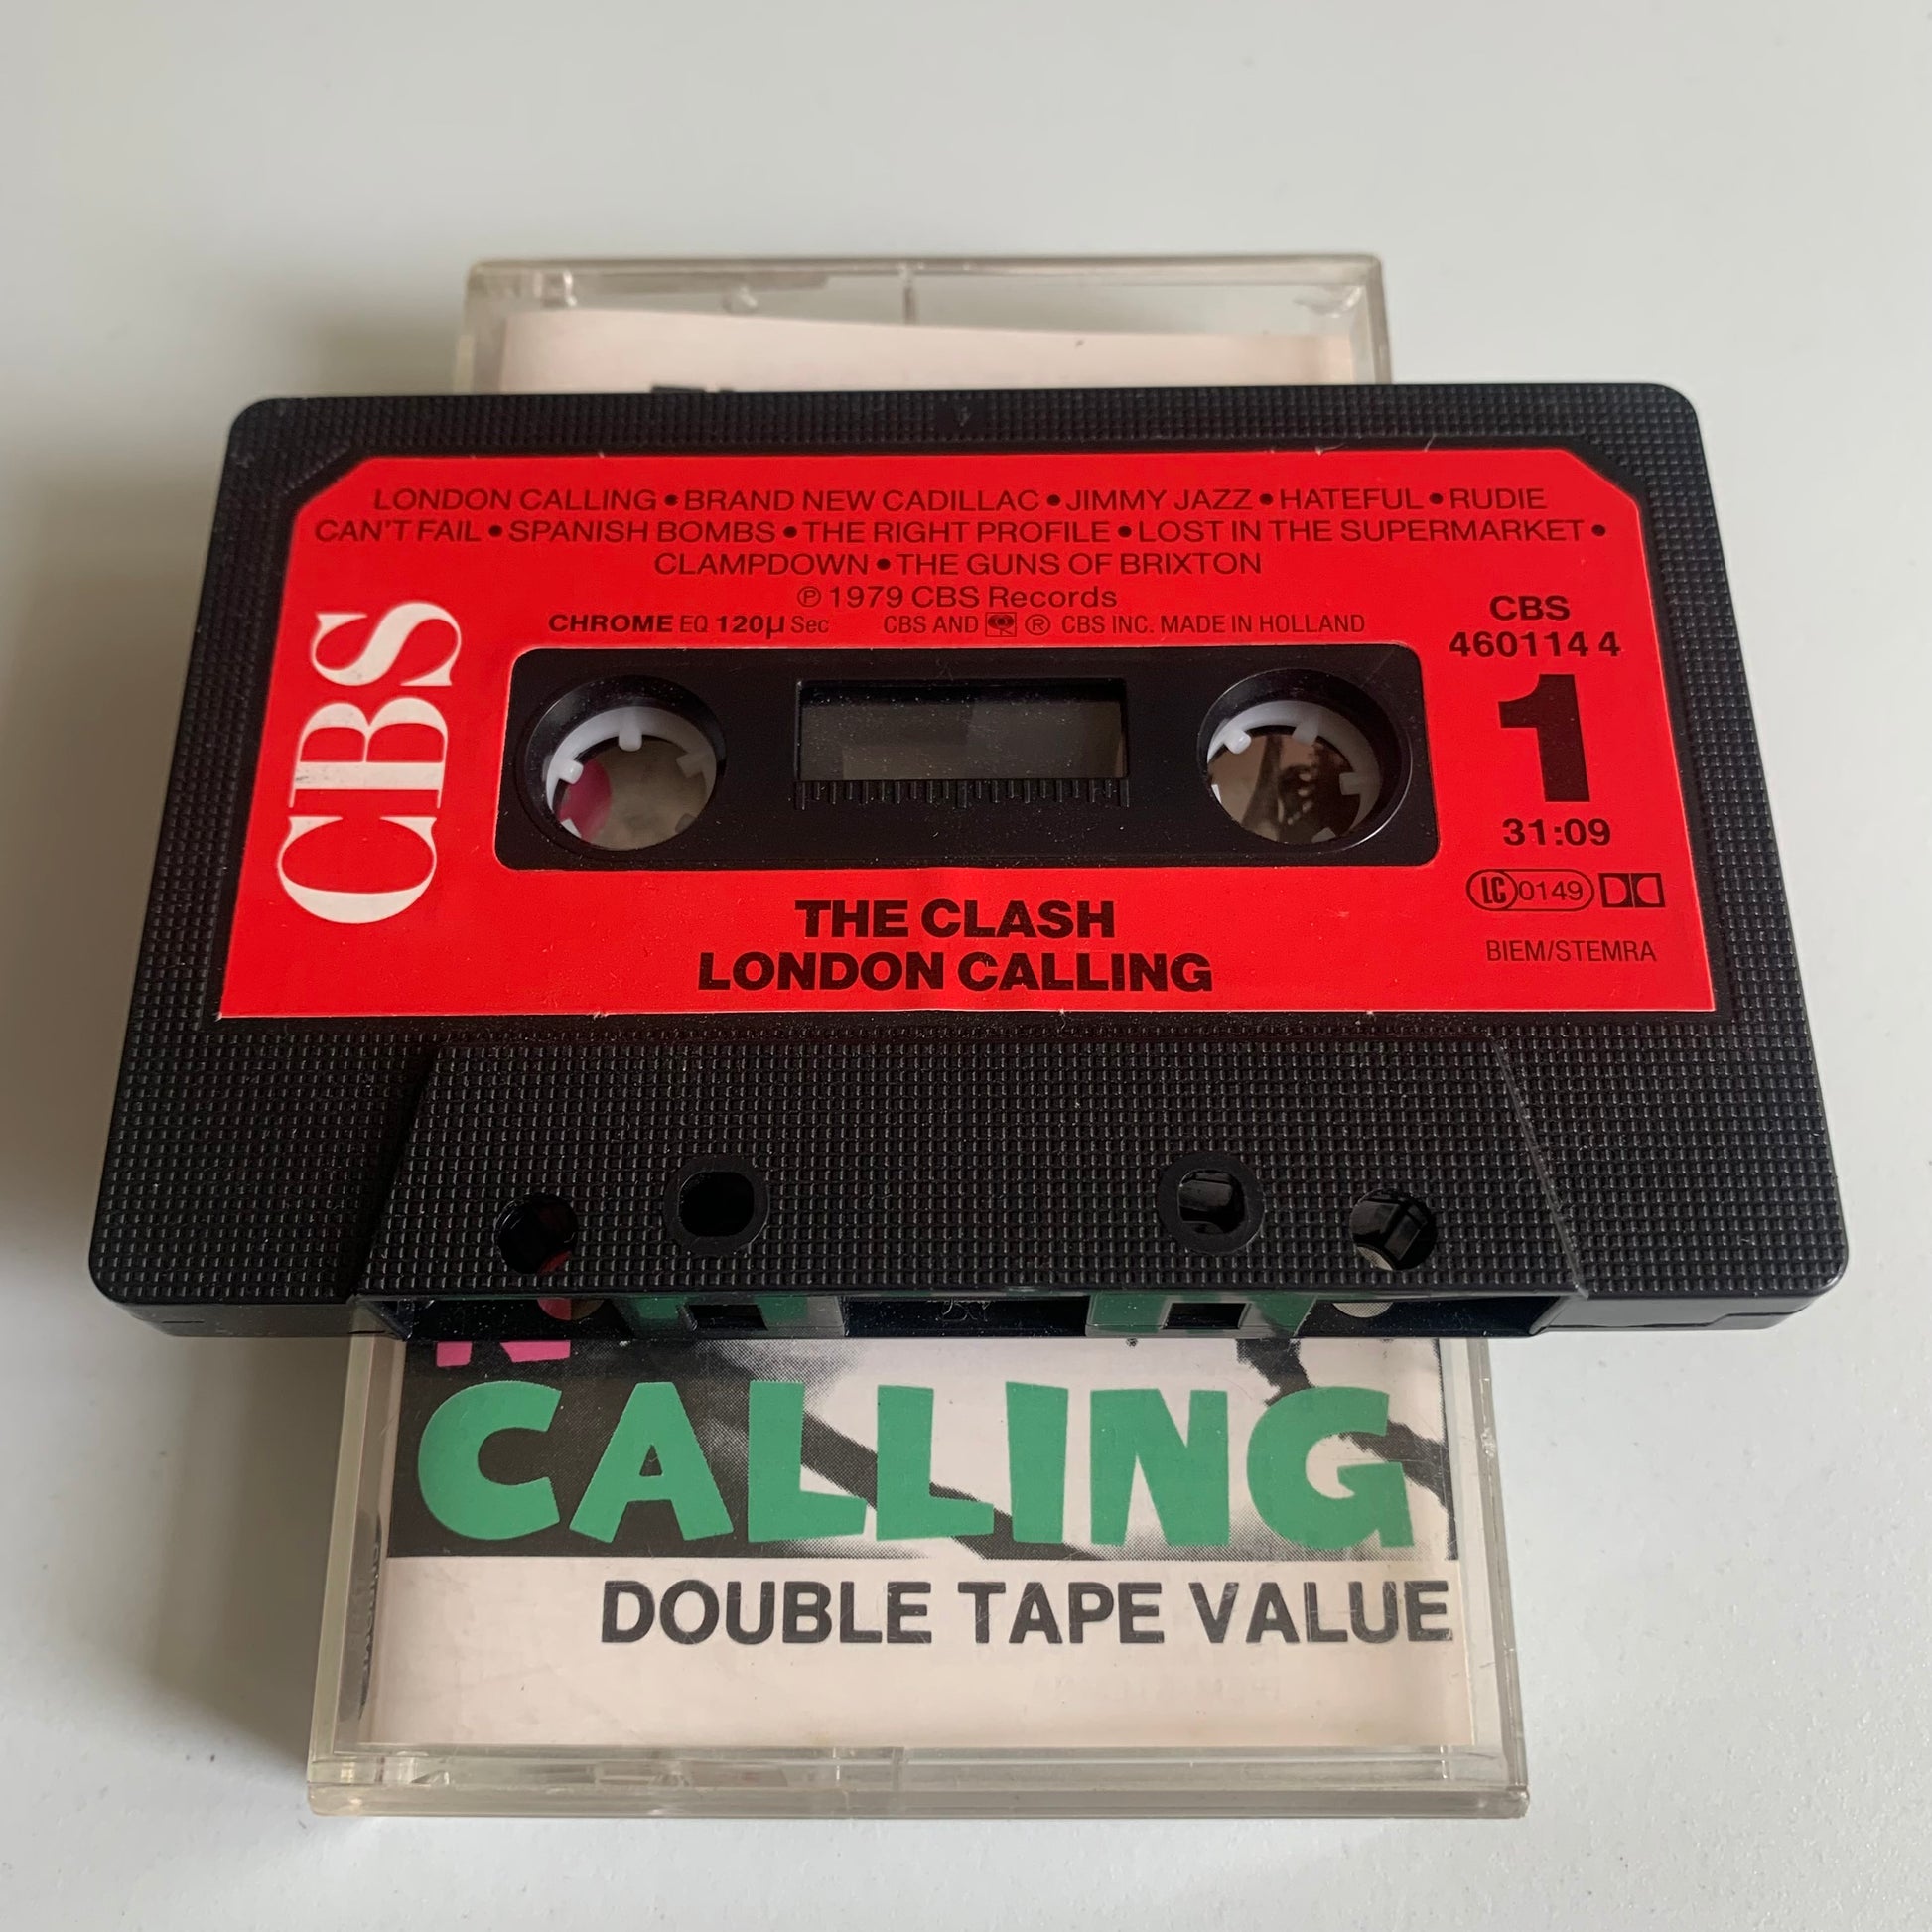 LONDON CALLING • BRAND NEW CADILLAC • JIMMY JAZZ • HATEFUL • RUDIE
CAN'T FAIL • SPANISH BOMBS • THE RIGHT PROFILE • LOST IN THE SUPERMARKET •
CLAMPDOWN • THE GUNS OF BRIXTON
℗ 1979 CBS Records
CHROME EQ 120µ Sec CBS AND ® CBS INC. MADE IN HOLLAND
CBS
CBS
460114 4
1
31:09
LC 0149
BIEM/STEMRA
THE CLASH
LONDON CALLING
CALLING
DOUBLE TAPE VALUE